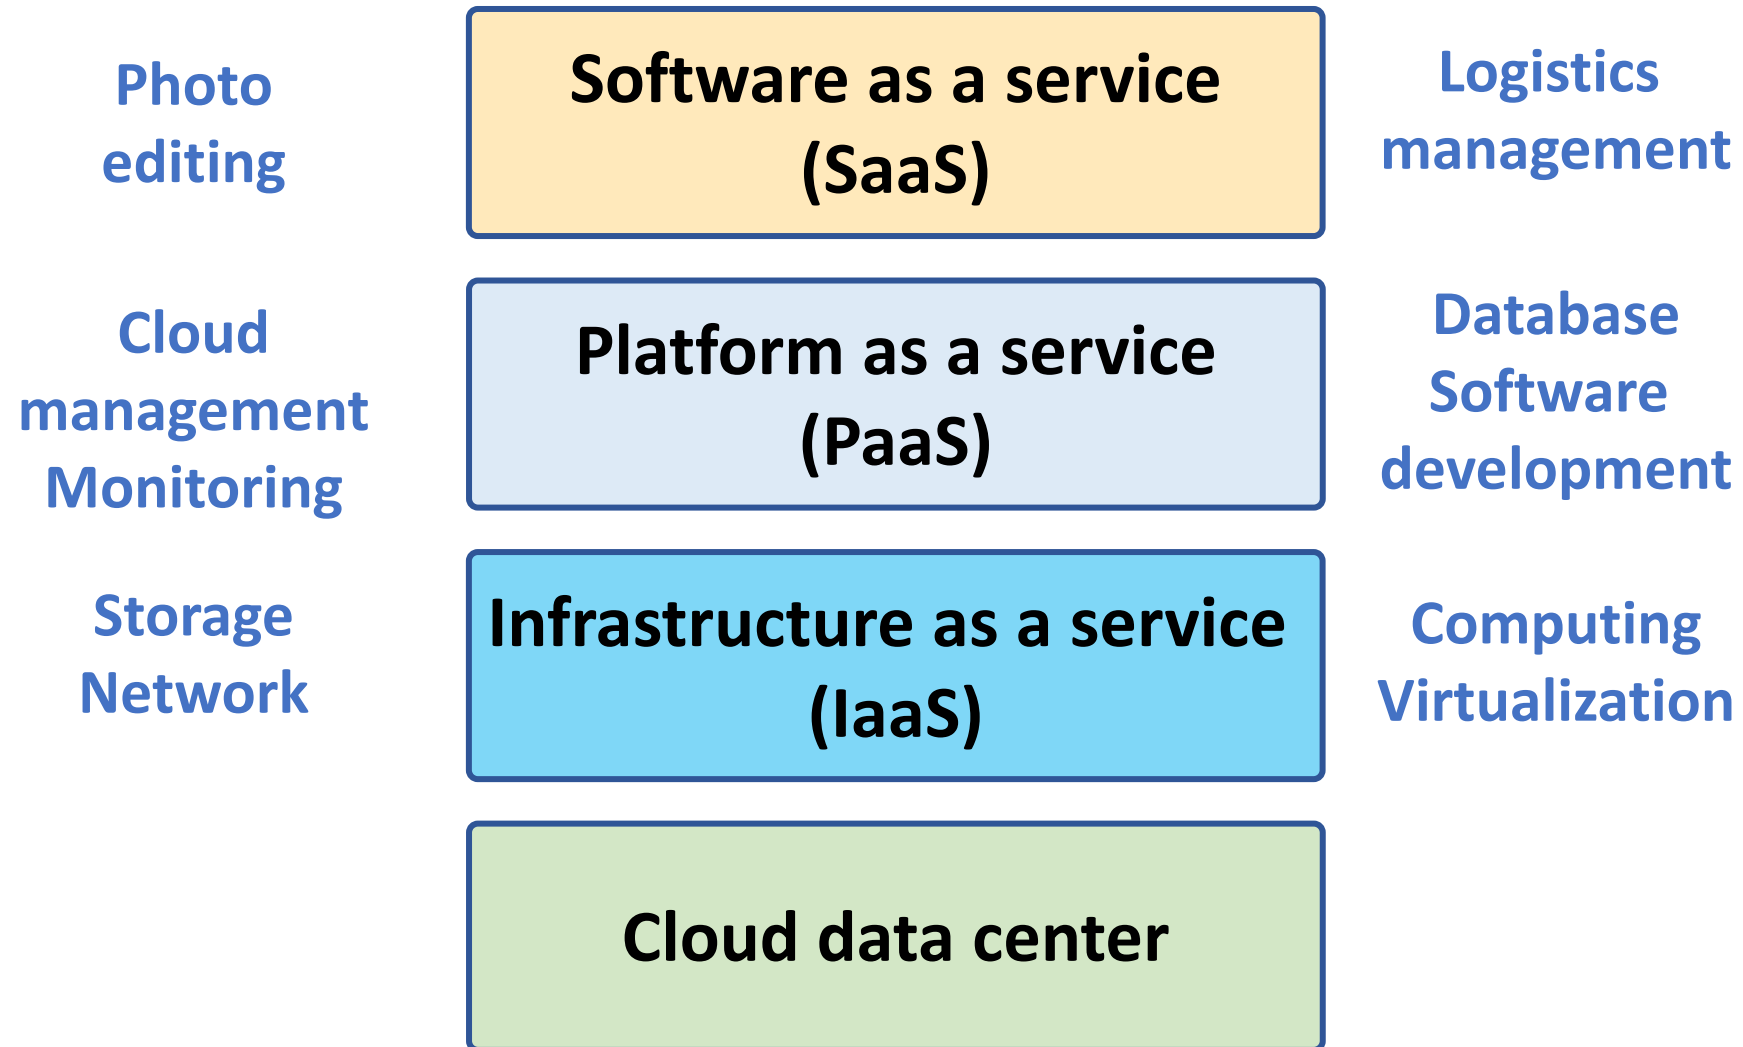 Photo
editing
Software as a service
(SaaS)
Logistics
management
Cloud
management
Monitoring
Platform as a service
(PaaS)
Database
Software
development
Storage
Network
Infrastructure as a service
(IaaS)
Computing
Virtualization
Cloud data center